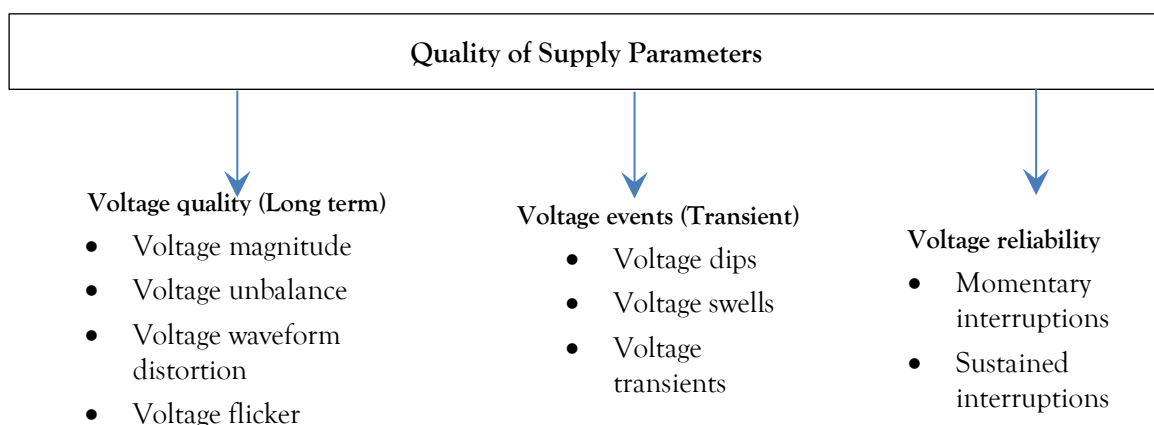 Quality of Supply Parameters
Voltage quality (Long term)
• Voltage magnitude
• Voltage unbalance
• Voltage waveform
distortion
• Voltage flicker
Voltage events (Transient)
• Voltage dips
• Voltage swells
• Voltage
transients
Voltage reliability
• Momentary
interruptions
• Sustained
interruptions